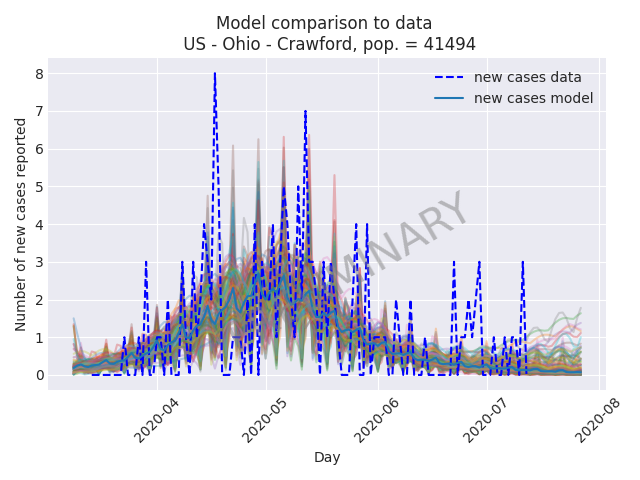 Model comparison to data
US - Ohio - Crawford, pop. = 41494
new cases data
new cases model
Number of new cases reported
8
7
6
5
4
3
2
1
0
MINARY
2020-04
2020-05
2020-06
2020-07
2020-08
Day